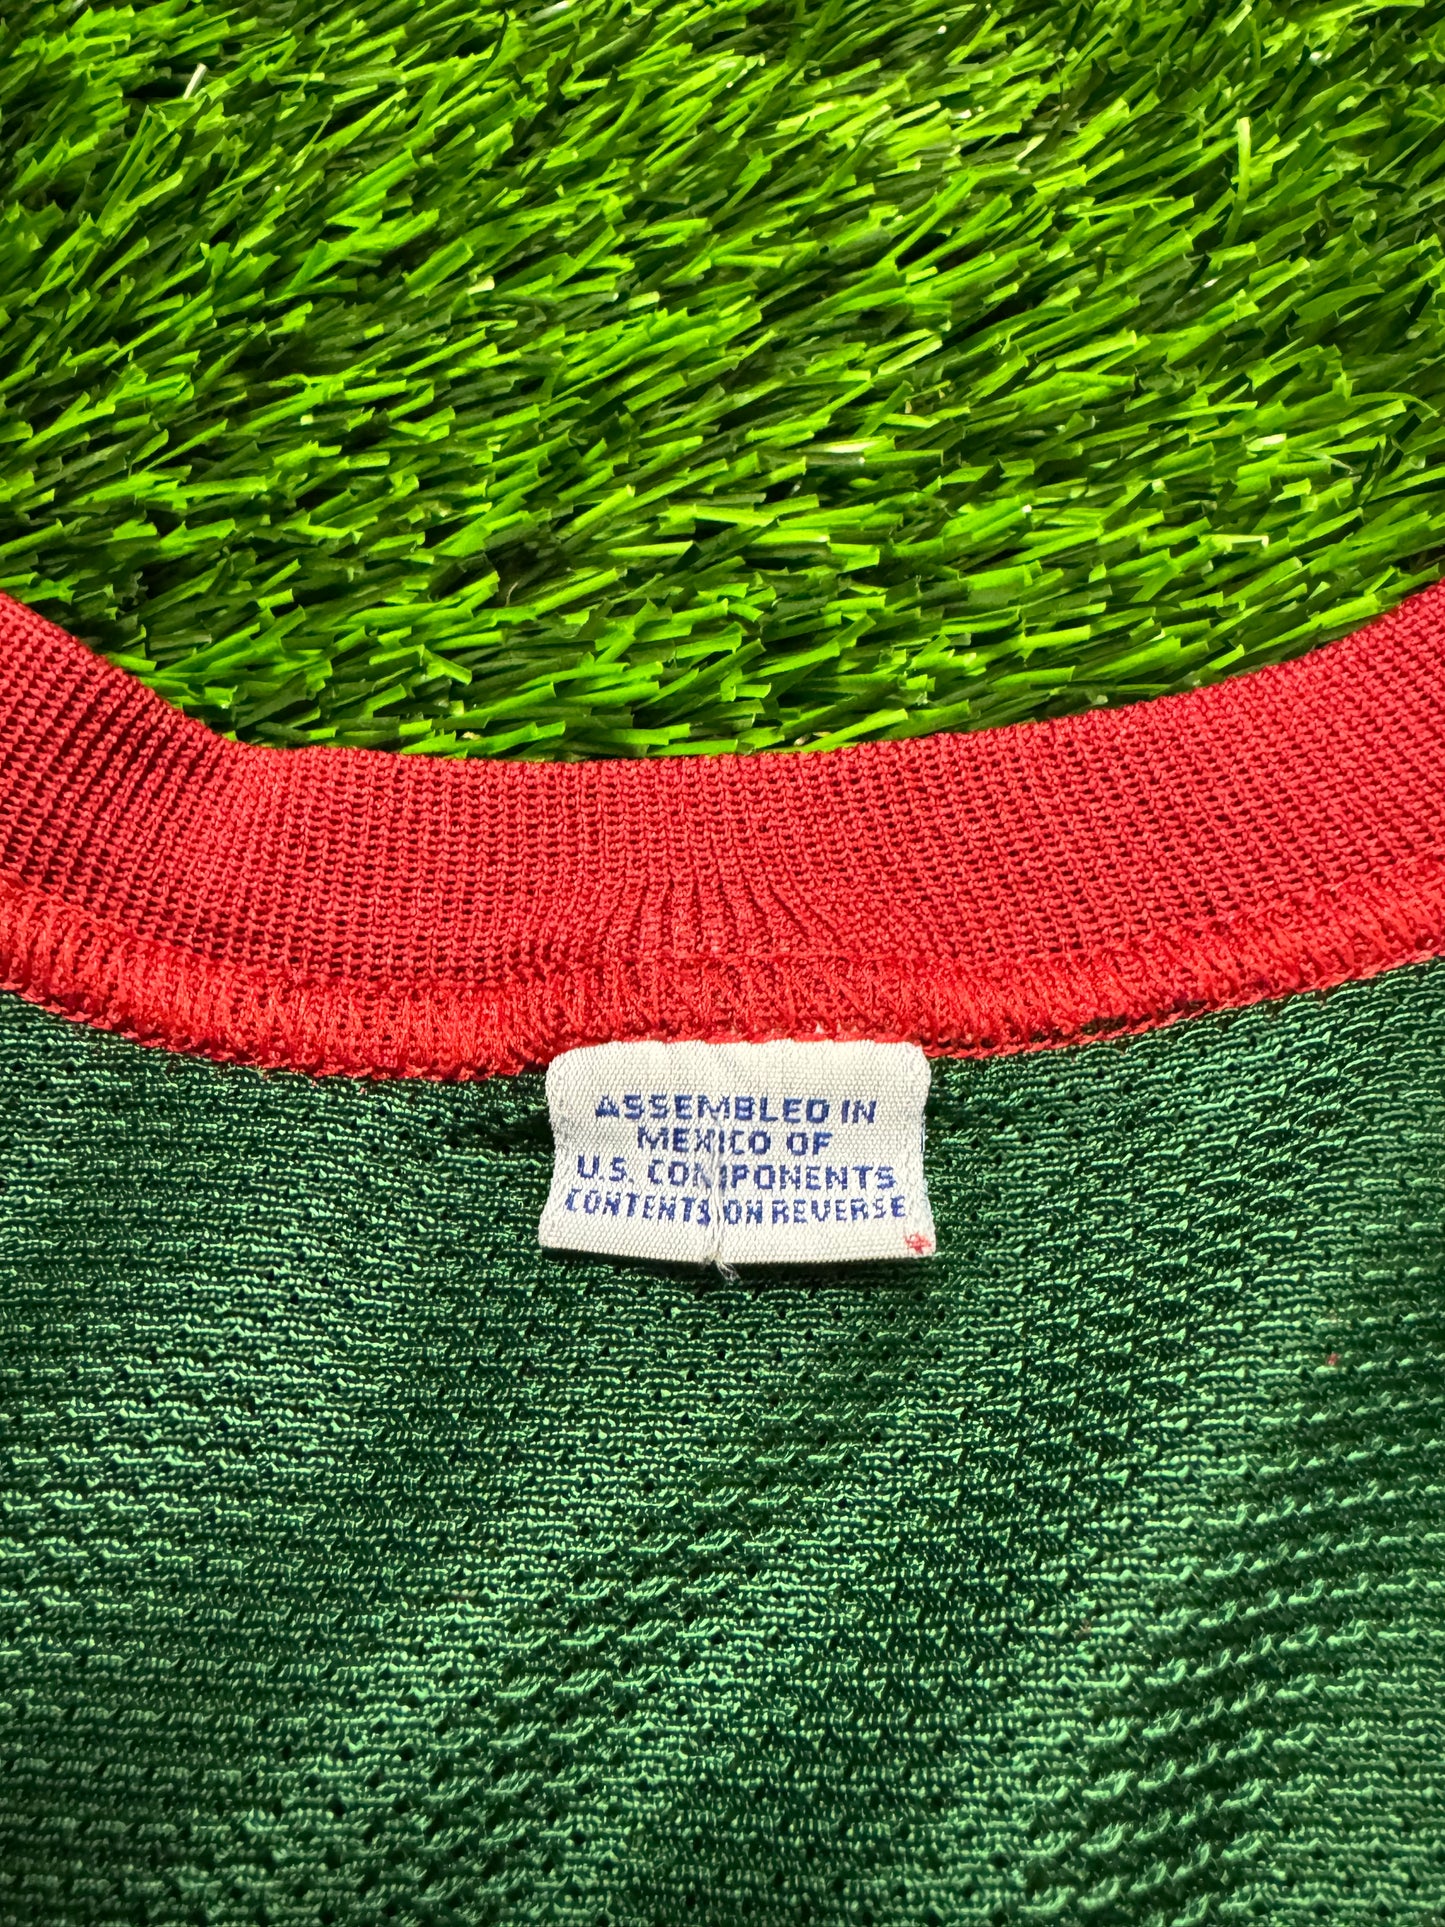 ASSEMBLED IN
MEXICO OF
U.S. COMPONENTS
CONTENTS ON REVERSE